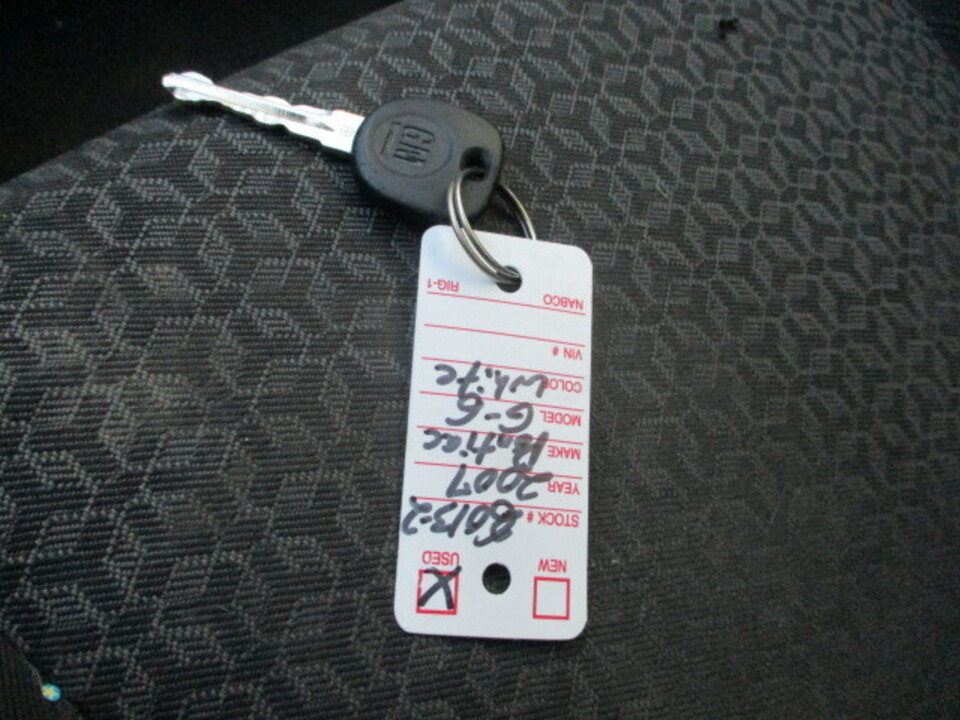 GM
NEW USED X
STOCK # 8013-2
YEAR 2007
MAKE Pontiac
MODEL G-6
COLOR White
VIN #
NABCO RIG-1